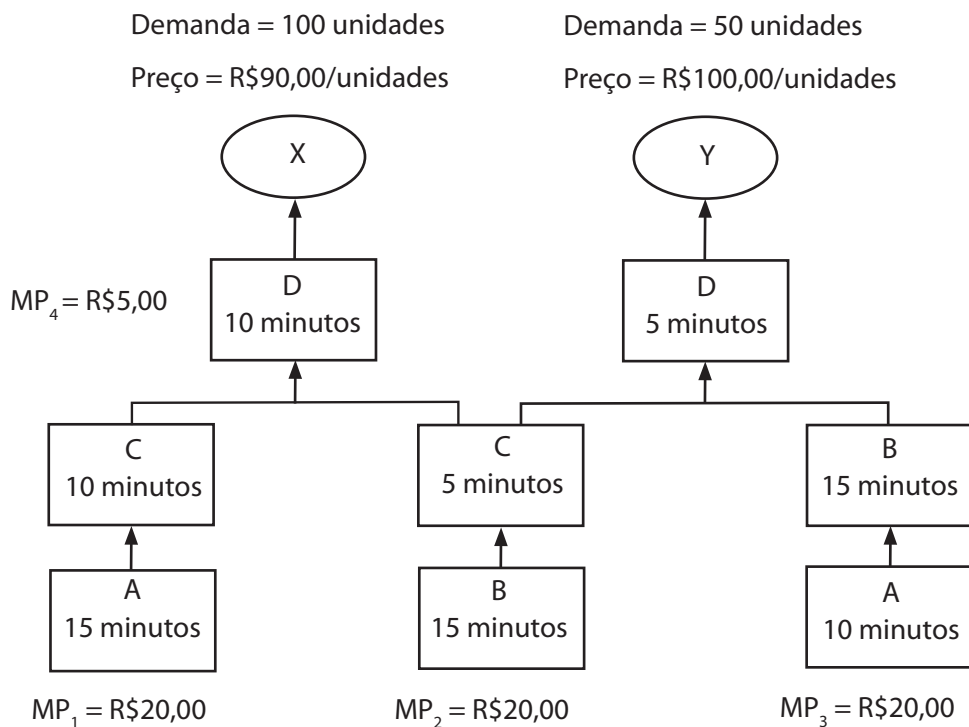 Demanda = 100 unidades
Preço = R$90,00/unidades
Demanda = 50 unidades
Preço = R$100,00/unidades
X
Y
MP₄ = R$5,00
D
10 minutos
D
5 minutos
C
10 minutos
C
5 minutos
B
15 minutos
A
15 minutos
B
15 minutos
A
10 minutos
MP₁ = R$20,00
MP₂ = R$20,00
MP₃ = R$20,00